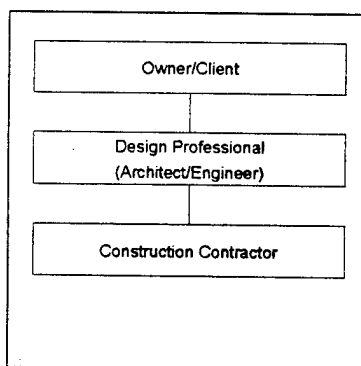 Owner/Client
Design Professional
(Architect/Engineer)
Construction Contractor